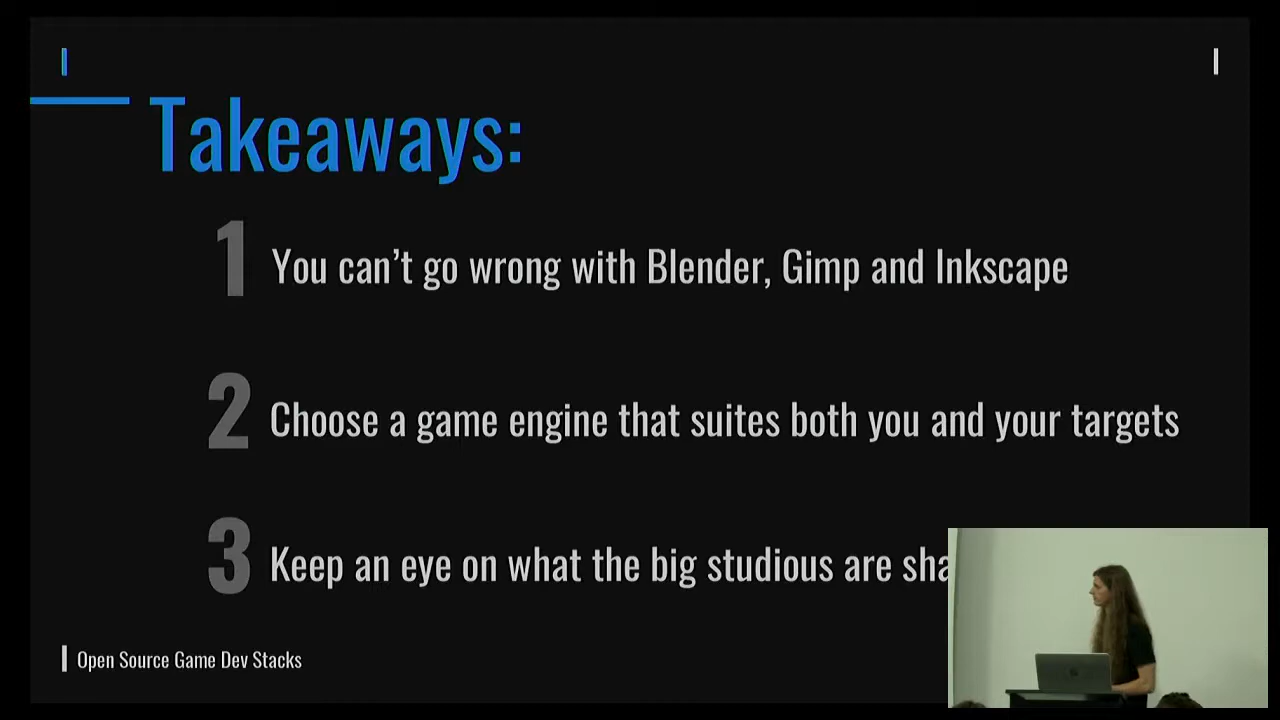 Takeaways:
1 You can't go wrong with Blender, Gimp and Inkscape
2 Choose a game engine that suites both you and your targets
3 Keep an eye on what the big studious are
Open Source Game Dev Stacks